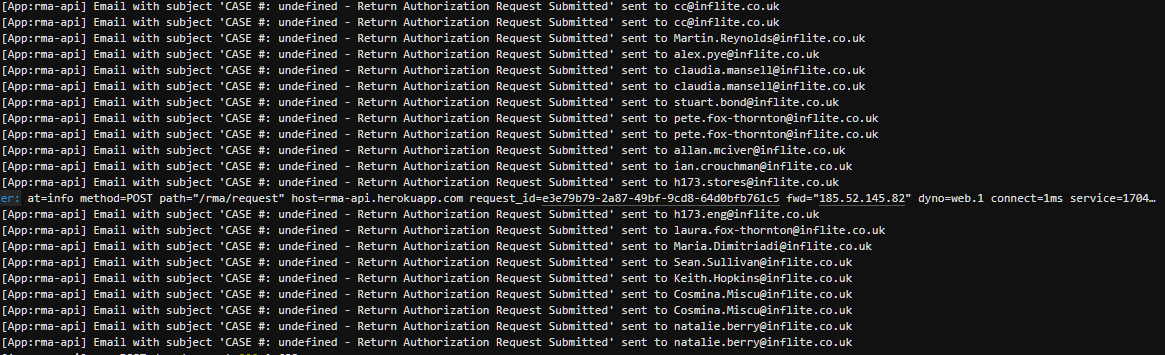 [App:rma-api] Email with subject 'CASE #: undefined - Return Authorization Request Submitted' sent to cc@inflite.co.uk
[App:rma-api] Email with subject 'CASE #: undefined - Return Authorization Request Submitted' sent to cc@inflite.co.uk
[App:rma-api] Email with subject 'CASE #: undefined - Return Authorization Request Submitted' sent to Martin.Reynolds@inflite.co.uk
[App:rma-api] Email with subject 'CASE #: undefined - Return Authorization Request Submitted' sent to alex.pye@inflite.co.uk
[App:rma-api] Email with subject 'CASE #: undefined - Return Authorization Request Submitted' sent to claudia.mansell@inflite.co.uk
[App:rma-api] Email with subject 'CASE #: undefined - Return Authorization Request Submitted' sent to claudia.mansell@inflite.co.uk
[App:rma-api] Email with subject 'CASE #: undefined - Return Authorization Request Submitted' sent to stuart.bond@inflite.co.uk
[App:rma-api] Email with subject 'CASE #: undefined - Return Authorization Request Submitted' sent to pete.fox-thornton@inflite.co.uk
[App:rma-api] Email with subject 'CASE #: undefined - Return Authorization Request Submitted' sent to pete.fox-thornton@inflite.co.uk
[App:rma-api] Email with subject 'CASE #: undefined - Return Authorization Request Submitted' sent to allan.mciver@inflite.co.uk
[App:rma-api] Email with subject 'CASE #: undefined - Return Authorization Request Submitted' sent to ian.crouchman@inflite.co.uk
[App:rma-api] Email with subject 'CASE #: undefined - Return Authorization Request Submitted' sent to h173.stores@inflite.co.uk
er: at=info method=POST path="/rma/request" host=rma-api.herokuapp.com request_id=e3e79b79-2a87-49bf-9cd8-64d0bfb761c5 fwd="185.52.145.82" dyno=web.1 connect=1ms service=1704…
[App:rma-api] Email with subject 'CASE #: undefined - Return Authorization Request Submitted' sent to h173.eng@inflite.co.uk
[App:rma-api] Email with subject 'CASE #: undefined - Return Authorization Request Submitted' sent to laura.fox-thornton@inflite.co.uk
[App:rma-api] Email with subject 'CASE #: undefined - Return Authorization Request Submitted' sent to Maria.Dimitriadi@inflite.co.uk
[App:rma-api] Email with subject 'CASE #: undefined - Return Authorization Request Submitted' sent to Sean.Sullivan@inflite.co.uk
[App:rma-api] Email with subject 'CASE #: undefined - Return Authorization Request Submitted' sent to Keith.Hopkins@inflite.co.uk
[App:rma-api] Email with subject 'CASE #: undefined - Return Authorization Request Submitted' sent to Cosmina.Miscu@inflite.co.uk
[App:rma-api] Email with subject 'CASE #: undefined - Return Authorization Request Submitted' sent to Cosmina.Miscu@inflite.co.uk
[App:rma-api] Email with subject 'CASE #: undefined - Return Authorization Request Submitted' sent to natalie.berry@inflite.co.uk
[App:rma-api] Email with subject 'CASE #: undefined - Return Authorization Request Submitted' sent to natalie.berry@inflite.co.uk